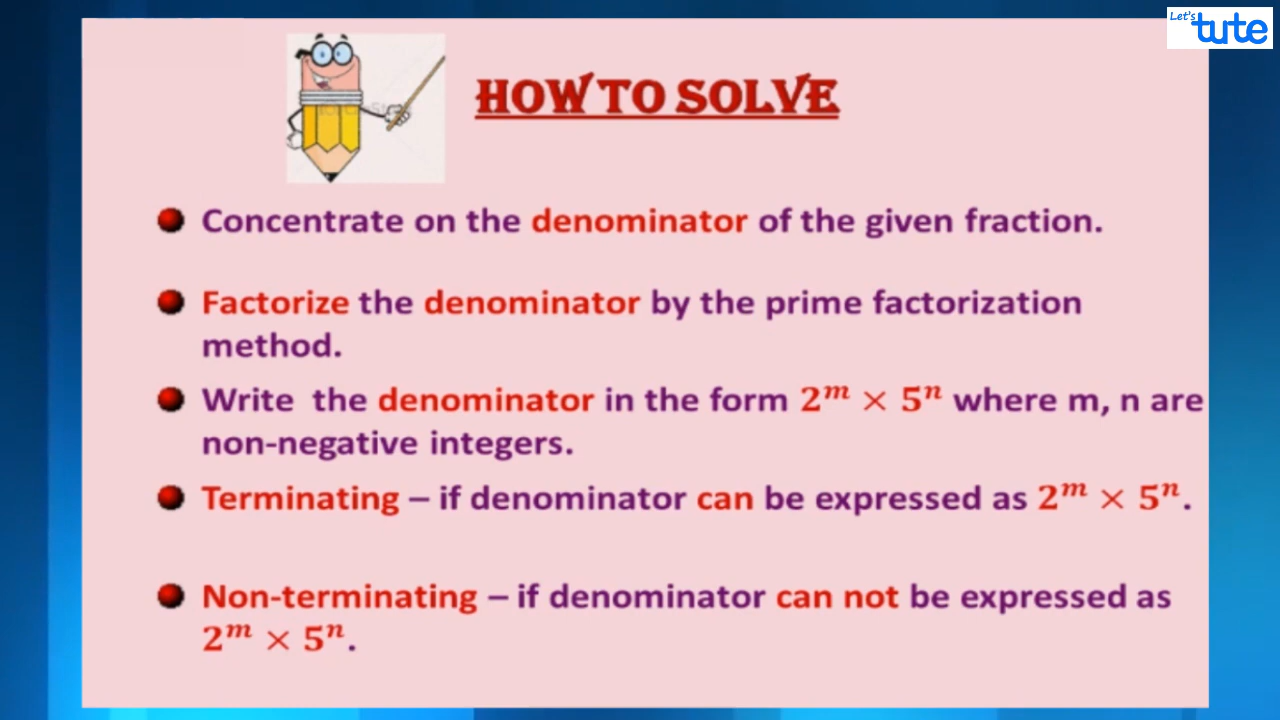 Let's
tute
HOW TO SOLVE
Concentrate on the denominator of the given fraction.
Factorize the denominator by the prime factorization
method.
Write the denominator in the form 2^m × 5^n where m, n are
non-negative integers.
Terminating – if denominator can be expressed as 2^m × 5^n.
Non-terminating – if denominator can not be expressed as
2^m × 5^n.